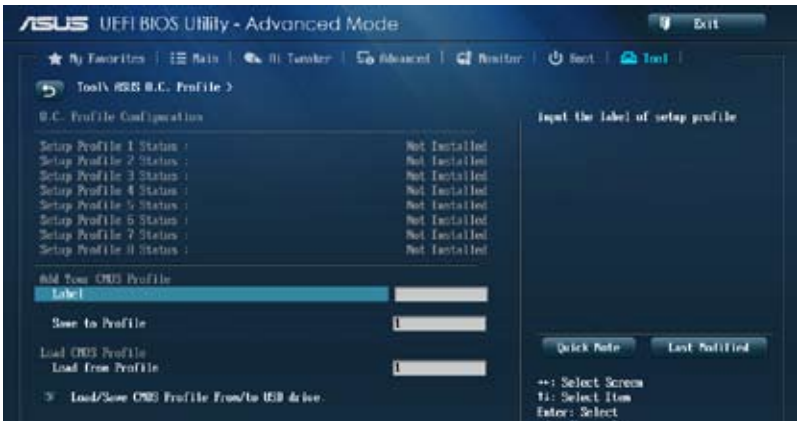 ASUS UEFI BIOS Utility - Advanced Mode
Exit
My Favorites
Main
Ai Tweaker
Advanced
Monitor
Boot
Tool
Tool\ ASUS O.C. Profile >
O.C. Profile Configuration
Input the label of setup profile
Setup Profile 1 Status : Not Installed
Setup Profile 2 Status : Not Installed
Setup Profile 3 Status : Not Installed
Setup Profile 4 Status : Not Installed
Setup Profile 5 Status : Not Installed
Setup Profile 6 Status : Not Installed
Setup Profile 7 Status : Not Installed
Setup Profile 8 Status : Not Installed
Add Your CMOS Profile
Label
Save to Profile 1
Load CMOS Profile
Load from Profile 1
> Load/Save CMOS Profile From/to USB drive.
Quick Note
Last Modified
→←: Select Screen
↑↓: Select Item
Enter: Select